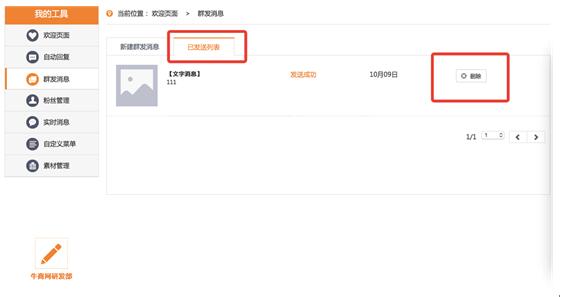 我的工具
当前位置： 欢迎页面 > 群发消息
欢迎页面
自动回复
群发消息
粉丝管理
实时消息
自定义菜单
素材管理
新建群发消息 已发送列表
【文字消息】
111
发送成功 10月09日 删除
1/1 1
牛商网研发部